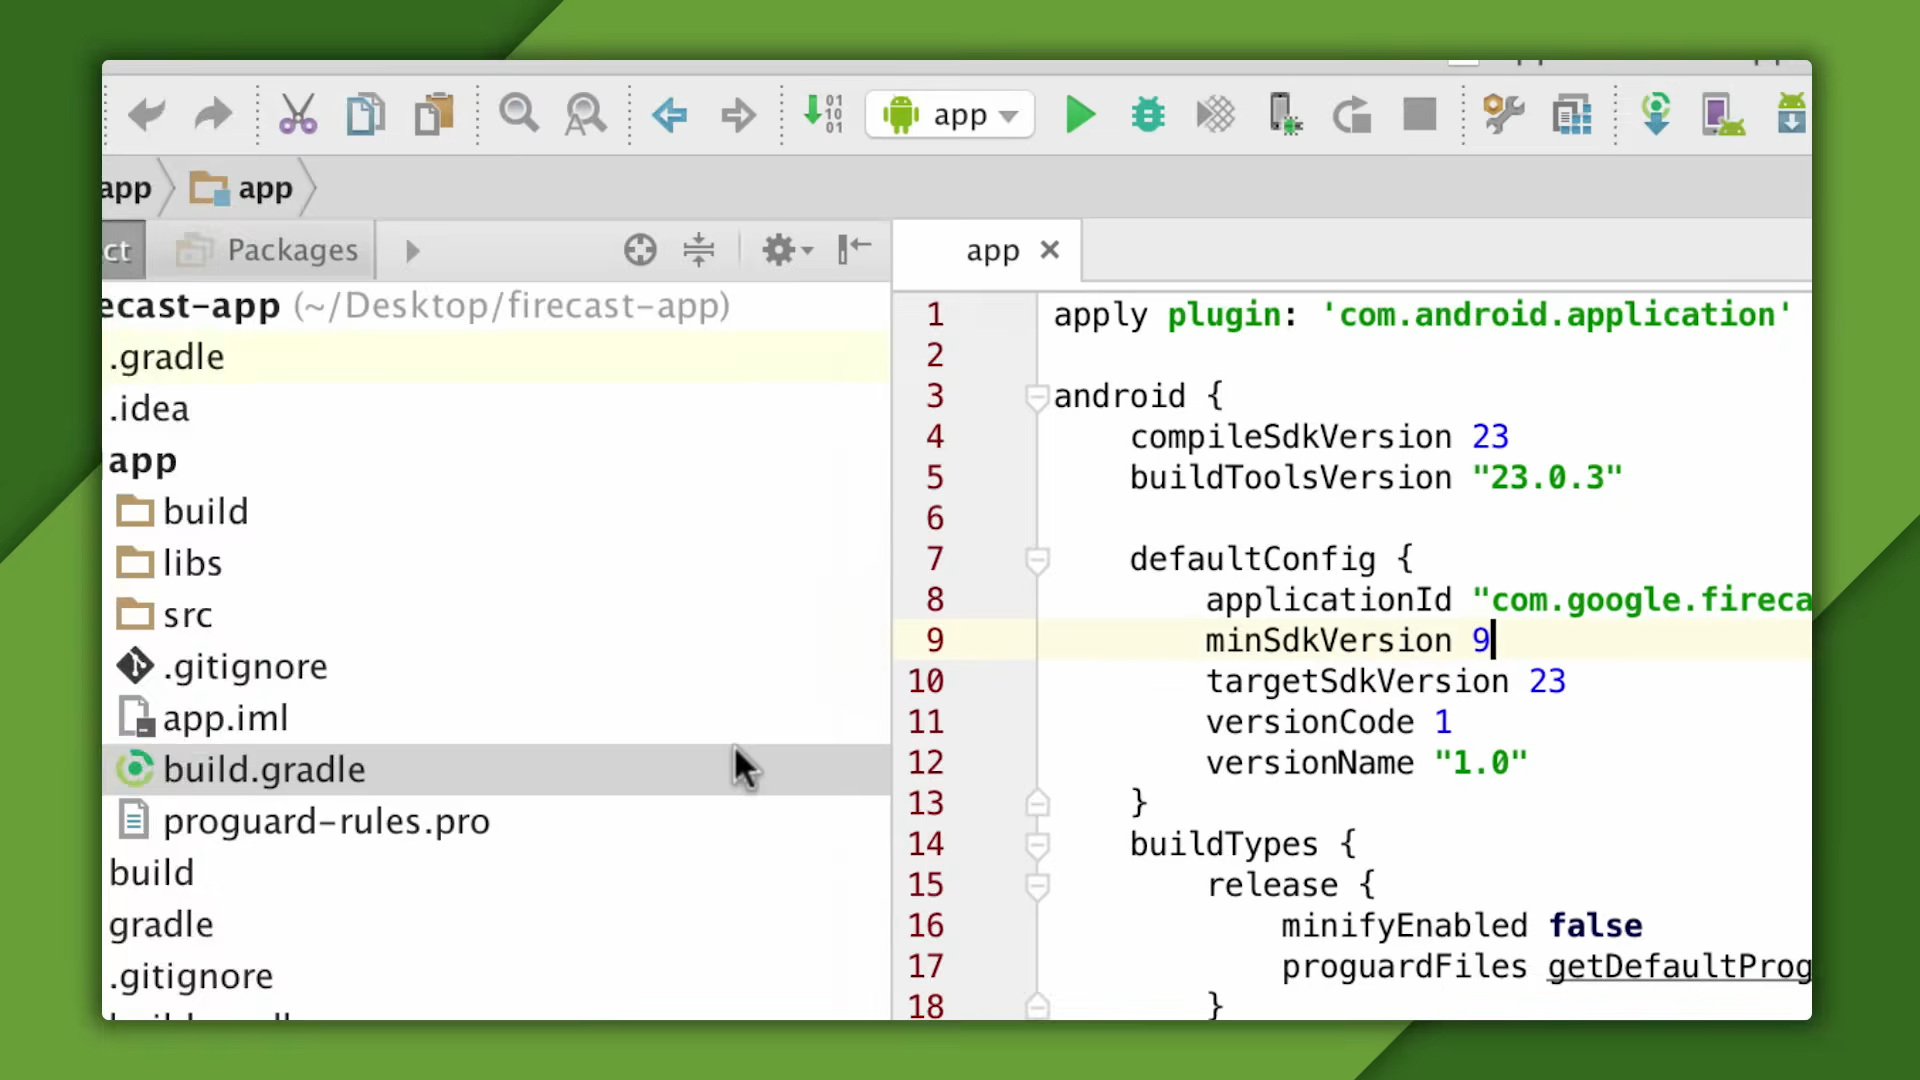 01
10
01
app
app
app
ct
Packages
app
ecast-app (~/Desktop/firecast-app)
.gradle
.idea
app
build
libs
src
.gitignore
app.iml
build.gradle
proguard-rules.pro
build
gradle
.gitignore
1 apply plugin: 'com.android.application'
2
3 android {
4 compileSdkVersion 23
5 buildToolsVersion "23.0.3"
6
7 defaultConfig {
8 applicationId "com.google.fireca
9 minSdkVersion 9
10 targetSdkVersion 23
11 versionCode 1
12 versionName "1.0"
13 }
14 buildTypes {
15 release {
16 minifyEnabled false
17 proguardFiles getDefaultProg
18 }